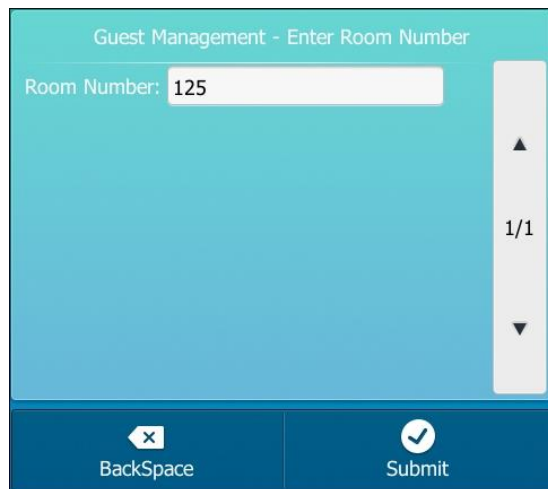 Guest Management - Enter Room Number
Room Number: 125
1/1
BackSpace
Submit